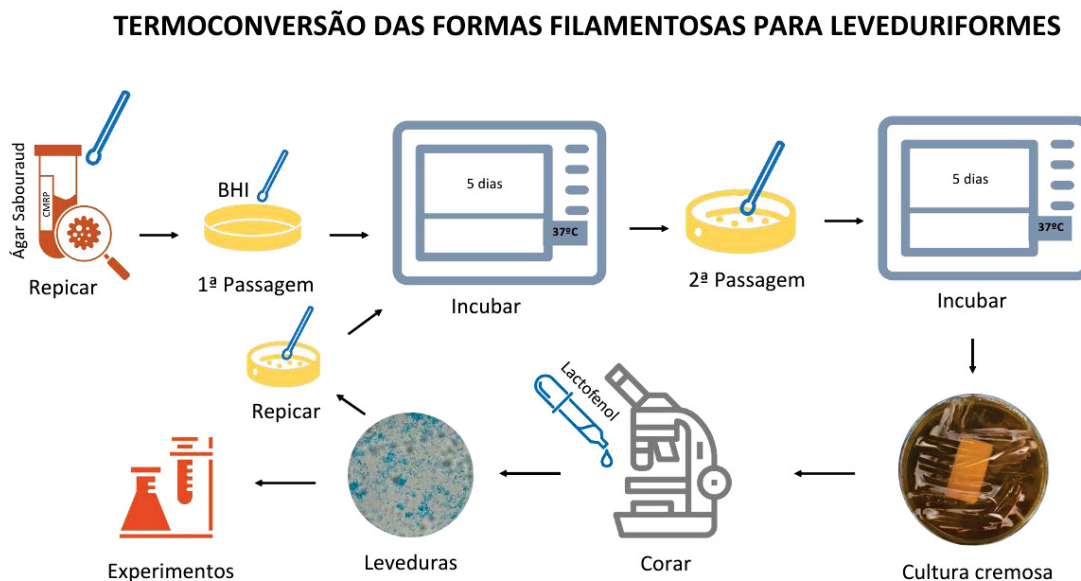 TERMOCONVERSÃO DAS FORMAS FILAMENTOSAS PARA LEVEDURIFORMES
Ágar Sabouraud
CMRP
Repicar
BHI
1ª Passagem
5 dias
37ºC
Incubar
2ª Passagem
5 dias
37ºC
Incubar
Repicar
Lactofenol
Experimentos
Leveduras
Corar
Cultura cremosa